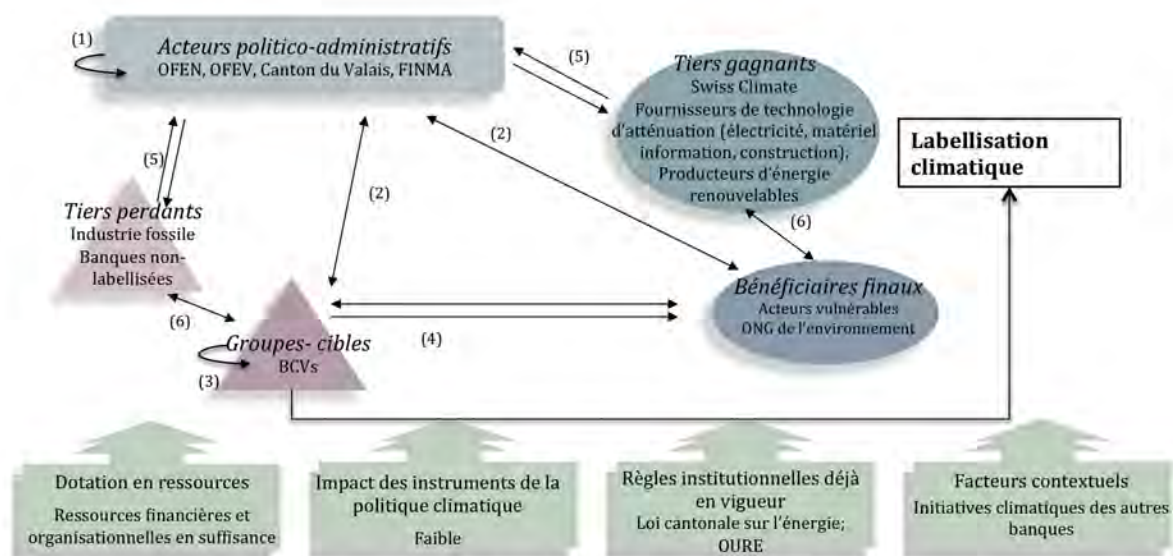 (1)
Acteurs politico-administratifs
OFEN, OFEV, Canton du Valais, FINMA
(5)
Tiers gagnants
Swiss Climate
Fournisseurs de technologie
d'atténuation (électricité, matériel
information, construction);
Producteurs d'énergie
renouvelables
Labellisation
climatique
(5)
(2)
(2)
Tiers perdants
Industrie fossile
Banques non-
labellisées
(6)
(6)
Bénéficiaires finaux
Acteurs vulnérables
ONG de l'environnement
Groupes- cibles
BCVs
(3)
(4)
Dotation en ressources
Ressources financières et
organisationnelles en suffisance
Impact des instruments de la
politique climatique
Faible
Règles institutionnelles déjà
en vigueur
Loi cantonale sur l'énergie;
OURE
Facteurs contextuels
Initiatives climatiques des autres
banques